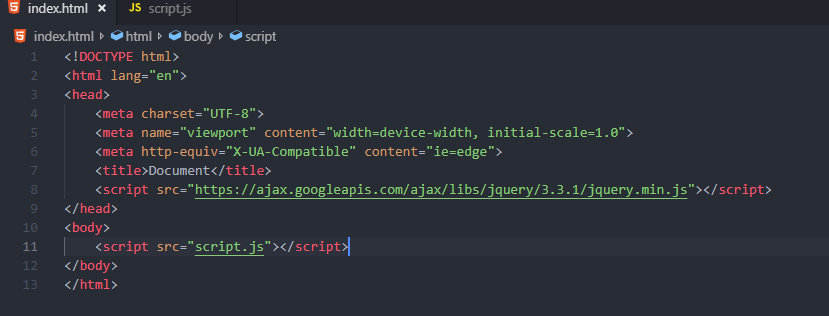 index.html × JS script.js
index.html > html > body > script
1 <!DOCTYPE html>
2 <html lang="en">
3 <head>
4     <meta charset="UTF-8">
5     <meta name="viewport" content="width=device-width, initial-scale=1.0">
6     <meta http-equiv="X-UA-Compatible" content="ie=edge">
7     <title>Document</title>
8     <script src="https://ajax.googleapis.com/ajax/libs/jquery/3.3.1/jquery.min.js"></script>
9 </head>
10 <body>
11     <script src="script.js"></script>
12 </body>
13 </html>